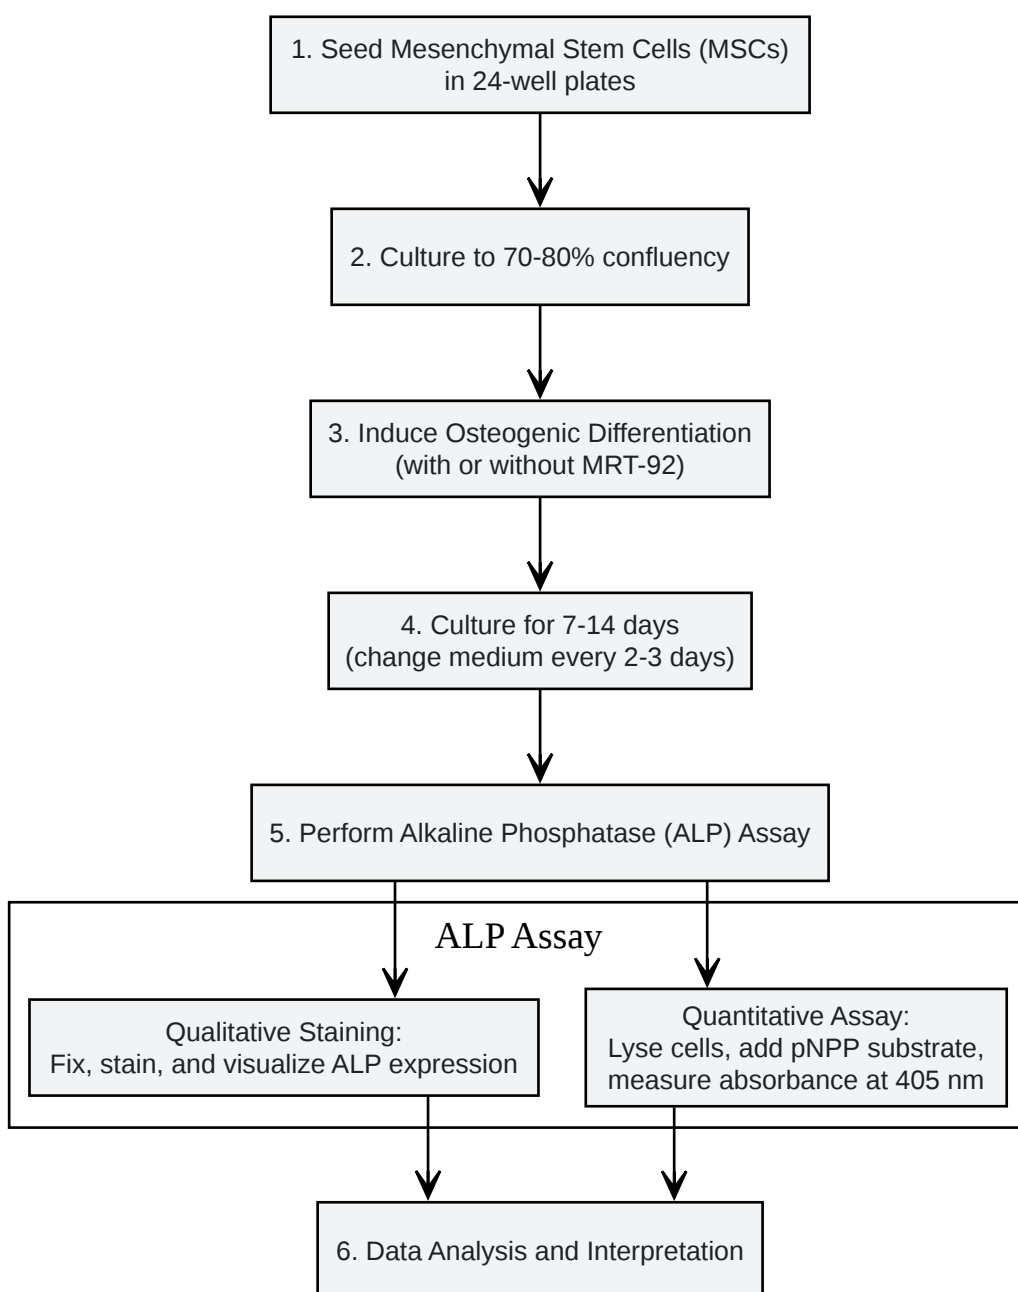 1. Seed Mesenchymal Stem Cells (MSCs)
in 24-well plates
2. Culture to 70-80% confluency
3. Induce Osteogenic Differentiation
(with or without MRT-92)
4. Culture for 7-14 days
(change medium every 2-3 days)
5. Perform Alkaline Phosphatase (ALP) Assay
ALP Assay
Qualitative Staining:
Fix, stain, and visualize ALP expression
Quantitative Assay:
Lyse cells, add pNPP substrate,
measure absorbance at 405 nm
6. Data Analysis and Interpretation